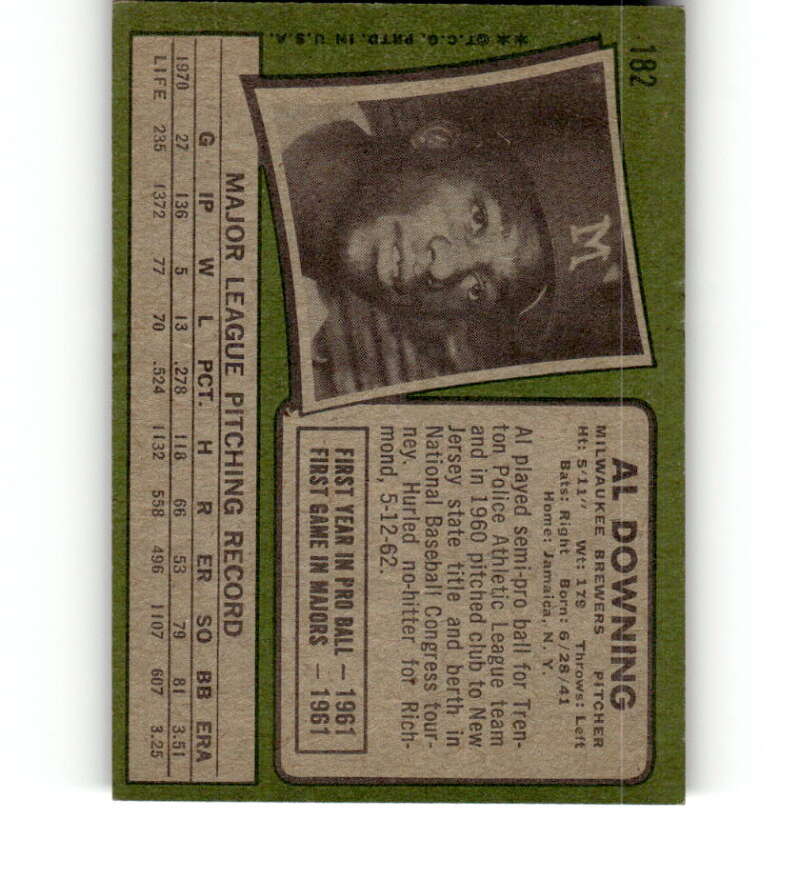 182
**©T.C.G. PRTD. IN U.S.A.
M
AL DOWNING
MILWAUKEE BREWERS PITCHER
Ht: 5'11" Wt: 179 Throws: Left
Bats: Right Born: 6/28/41
Home: Jamaica, N. Y.
Al played semi-pro ball for Tren-
ton Police Athletic League team
and in 1960 pitched club to New
Jersey state title and berth in
National Baseball Congress tour-
ney. Hurled no-hitter for Rich-
mond, 5-12-62.
FIRST YEAR IN PRO BALL — 1961
FIRST GAME IN MAJORS — 1961
MAJOR LEAGUE PITCHING RECORD
G IP W L PCT. H R ER SO BB ERA
1970 27 136 5 13 .278 118 66 53 79 81 3.51
LIFE 235 1372 77 70 .524 1132 558 496 1107 607 3.25